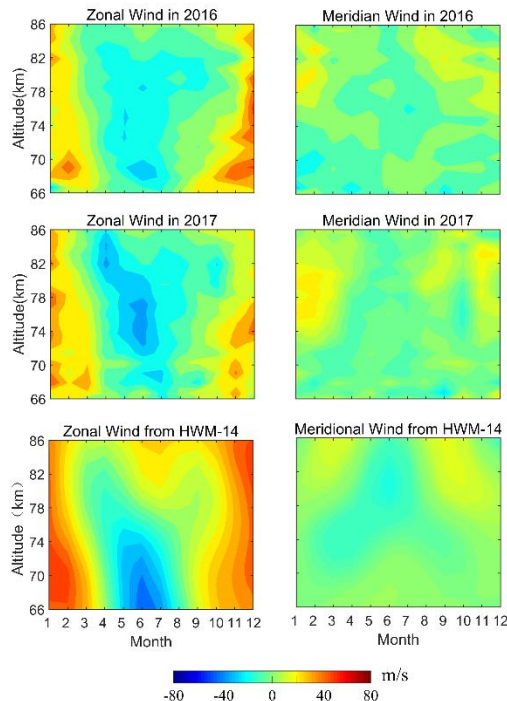 Zonal Wind in 2016
Meridian Wind in 2016
86
82
78
74
70
66
Altitude(km)
Zonal Wind in 2017
Meridian Wind in 2017
86
82
78
74
70
66
Altitude(km)
Zonal Wind from HWM-14
Meridional Wind from HWM-14
86
82
78
74
70
66
Altitude（km）
1 2 3 4 5 6 7 8 9 10 11 12
1 2 3 4 5 6 7 8 9 10 11 12
Month
Month
-80 -40 0 40 80 m/s